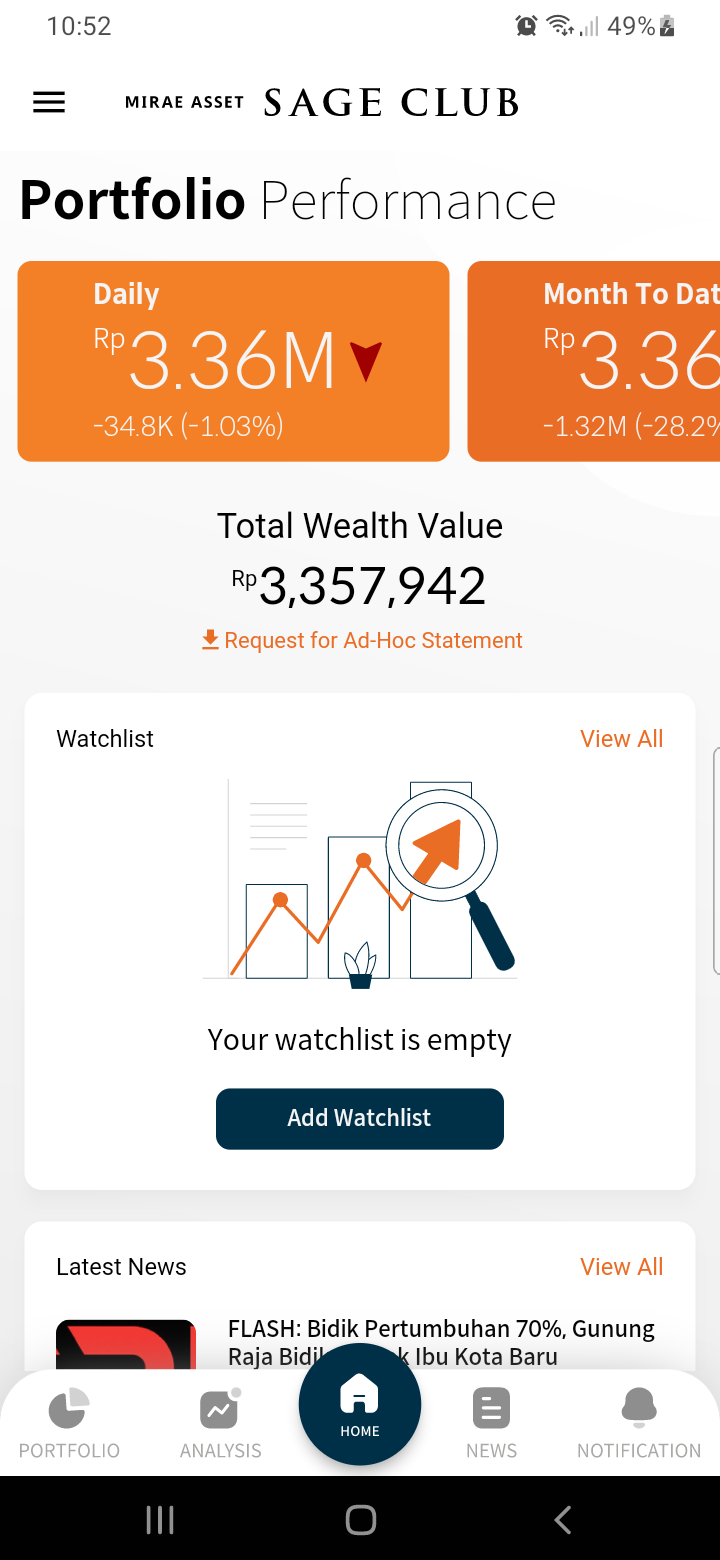 10:52
49%
MIRAE ASSET SAGE CLUB
Portfolio Performance
Daily
Rp 3.36M
-34.8K (-1.03%)
Month To Dat
Rp 3.36
-1.32M (-28.2%
Total Wealth Value
Rp3,357,942
Request for Ad-Hoc Statement
Watchlist
View All
Your watchlist is empty
Add Watchlist
Latest News
View All
FLASH: Bidik Pertumbuhan 70%, Gunung
Raja Bidi k Ibu Kota Baru
PORTFOLIO
ANALYSIS
HOME
NEWS
NOTIFICATION